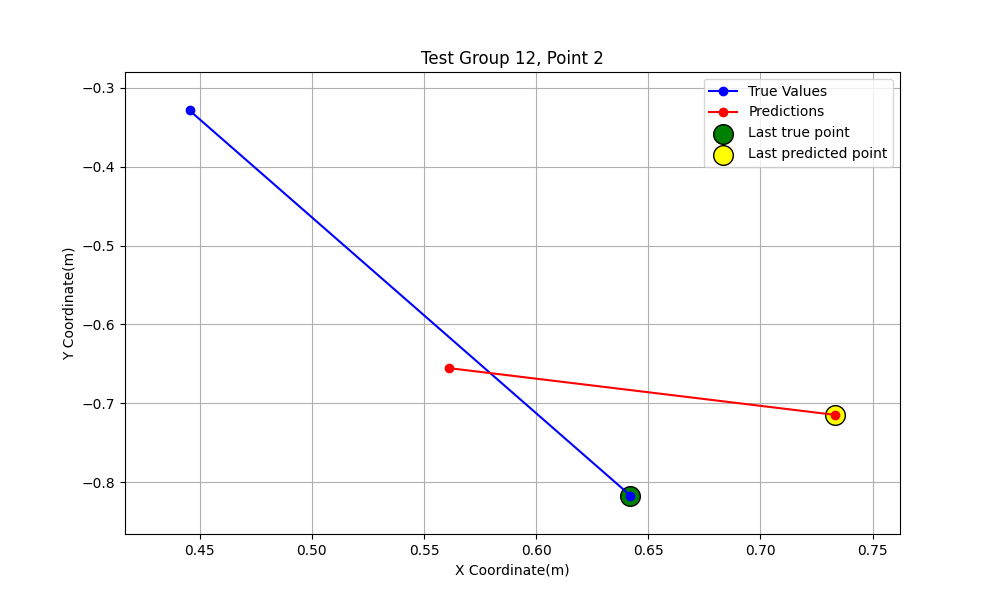 Test Group 12, Point 2
True Values
Predictions
Last true point
Last predicted point
Y Coordinate(m)
−0.3
−0.4
−0.5
−0.6
−0.7
−0.8
0.45 0.50 0.55 0.60 0.65 0.70 0.75
X Coordinate(m)